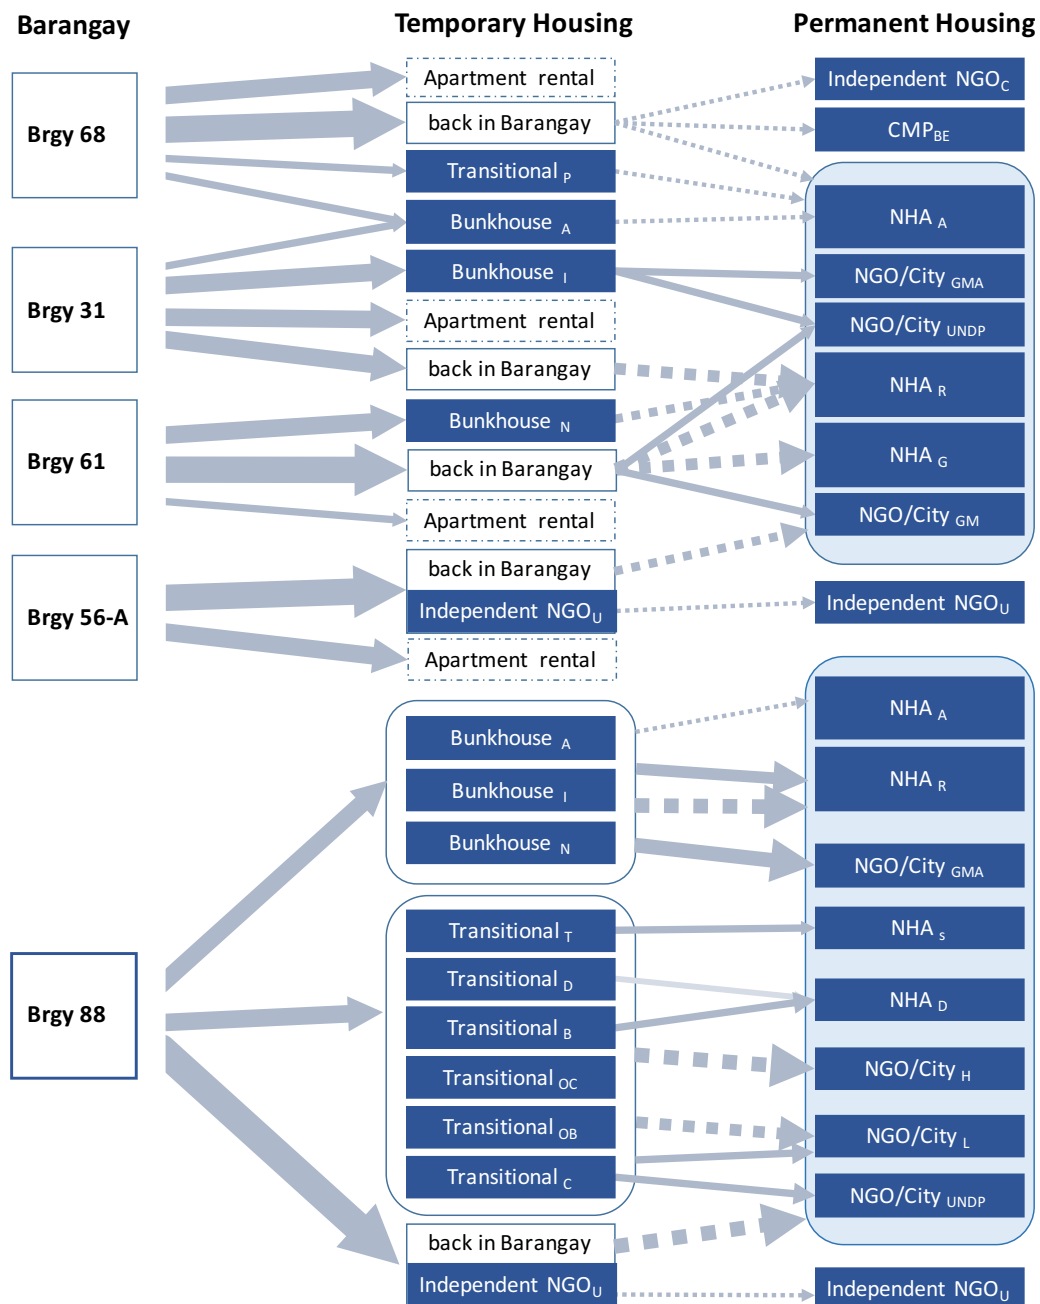 Barangay
Temporary Housing
Permanent Housing
Brgy 68
Brgy 31
Brgy 61
Brgy 56-A
Brgy 88
Apartment rental
back in Barangay
Transitional P
Bunkhouse A
Bunkhouse I
Apartment rental
back in Barangay
Bunkhouse N
back in Barangay
Apartment rental
back in Barangay
Independent NGOU
Apartment rental
Bunkhouse A
Bunkhouse I
Bunkhouse N
Transitional T
Transitional D
Transitional B
Transitional OC
Transitional OB
Transitional C
back in Barangay
Independent NGOU
Independent NGOC
CMPBE
NHA A
NGO/City GMA
NGO/City UNDP
NHA R
NHA G
NGO/City GM
Independent NGOU
NHA A
NHA R
NGO/City GMA
NHA s
NHA D
NGO/City H
NGO/City L
NGO/City UNDP
Independent NGOU